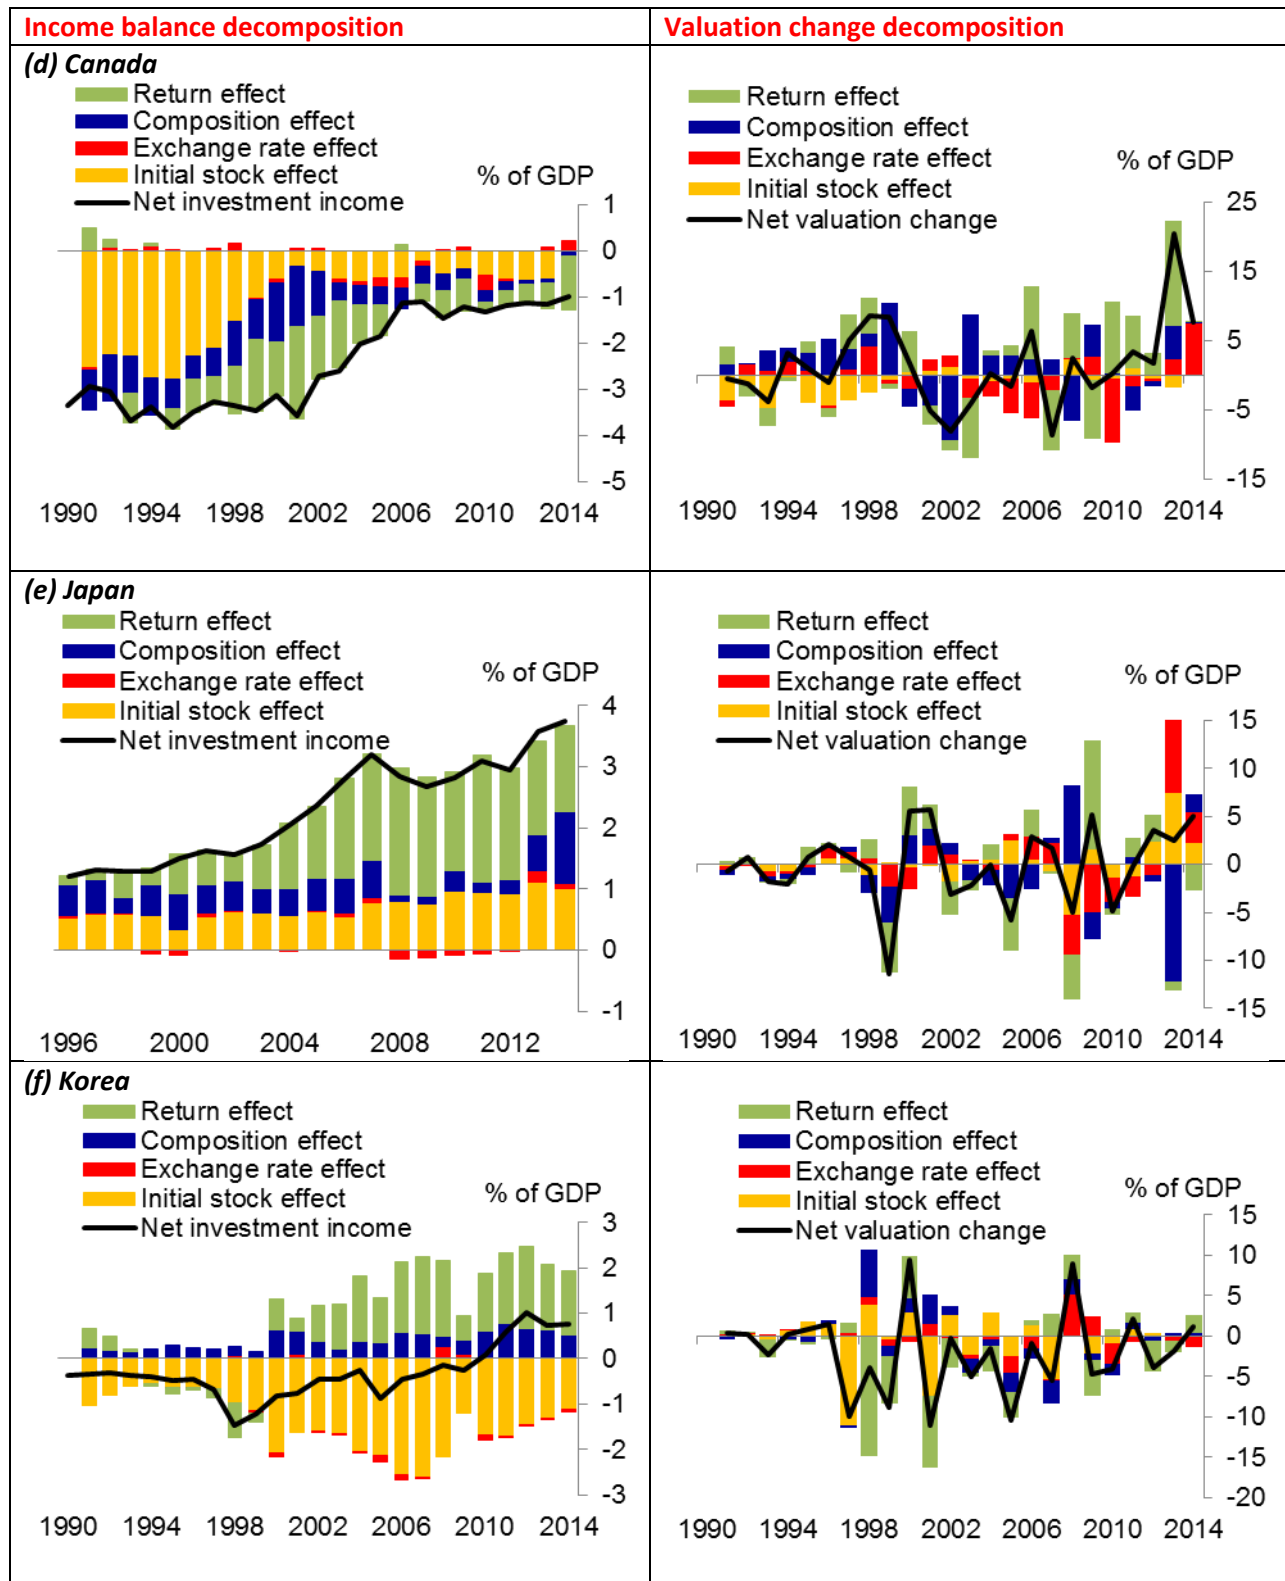 Income balance decomposition
Valuation change decomposition
(d) Canada
Return effect
Composition effect
Exchange rate effect
Initial stock effect
Net investment income
% of GDP
1
0
-1
-2
-3
-4
-5
1990 1994 1998 2002 2006 2010 2014
Return effect
Composition effect
Exchange rate effect
Initial stock effect
Net valuation change
% of GDP
25
15
5
-5
-15
1990 1994 1998 2002 2006 2010 2014
(e) Japan
Return effect
Composition effect
Exchange rate effect
Initial stock effect
Net investment income
% of GDP
4
3
2
1
0
-1
1996 2000 2004 2008 2012
Return effect
Composition effect
Exchange rate effect
Initial stock effect
Net valuation change
% of GDP
15
10
5
0
-5
-10
-15
1990 1994 1998 2002 2006 2010 2014
(f) Korea
Return effect
Composition effect
Exchange rate effect
Initial stock effect
Net investment income
% of GDP
3
2
1
0
-1
-2
-3
1990 1994 1998 2002 2006 2010 2014
Return effect
Composition effect
Exchange rate effect
Initial stock effect
Net valuation change
% of GDP
15
10
5
0
-5
-10
-15
-20
1990 1994 1998 2002 2006 2010 2014